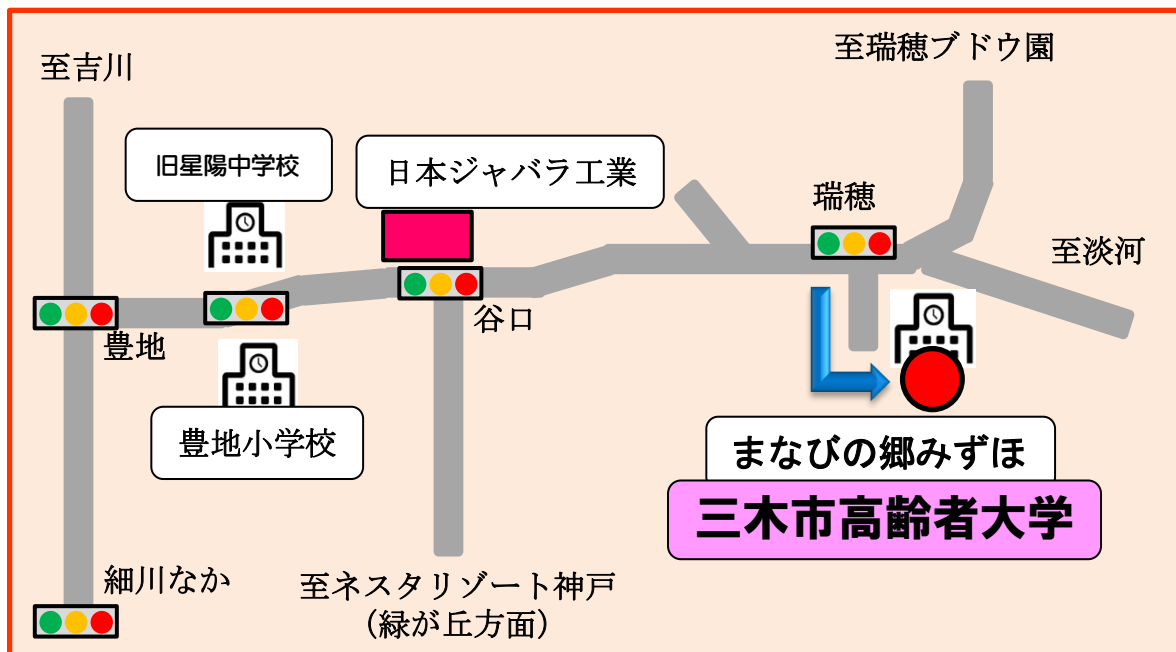 至吉川
至瑞穂ブドウ園
旧星陽中学校
日本ジャバラ工業
瑞穂
至淡河
豊地
谷口
豊地小学校
まなびの郷みずほ
三木市高齢者大学
細川なか
至ネスタリゾート神戸
（緑が丘方面）